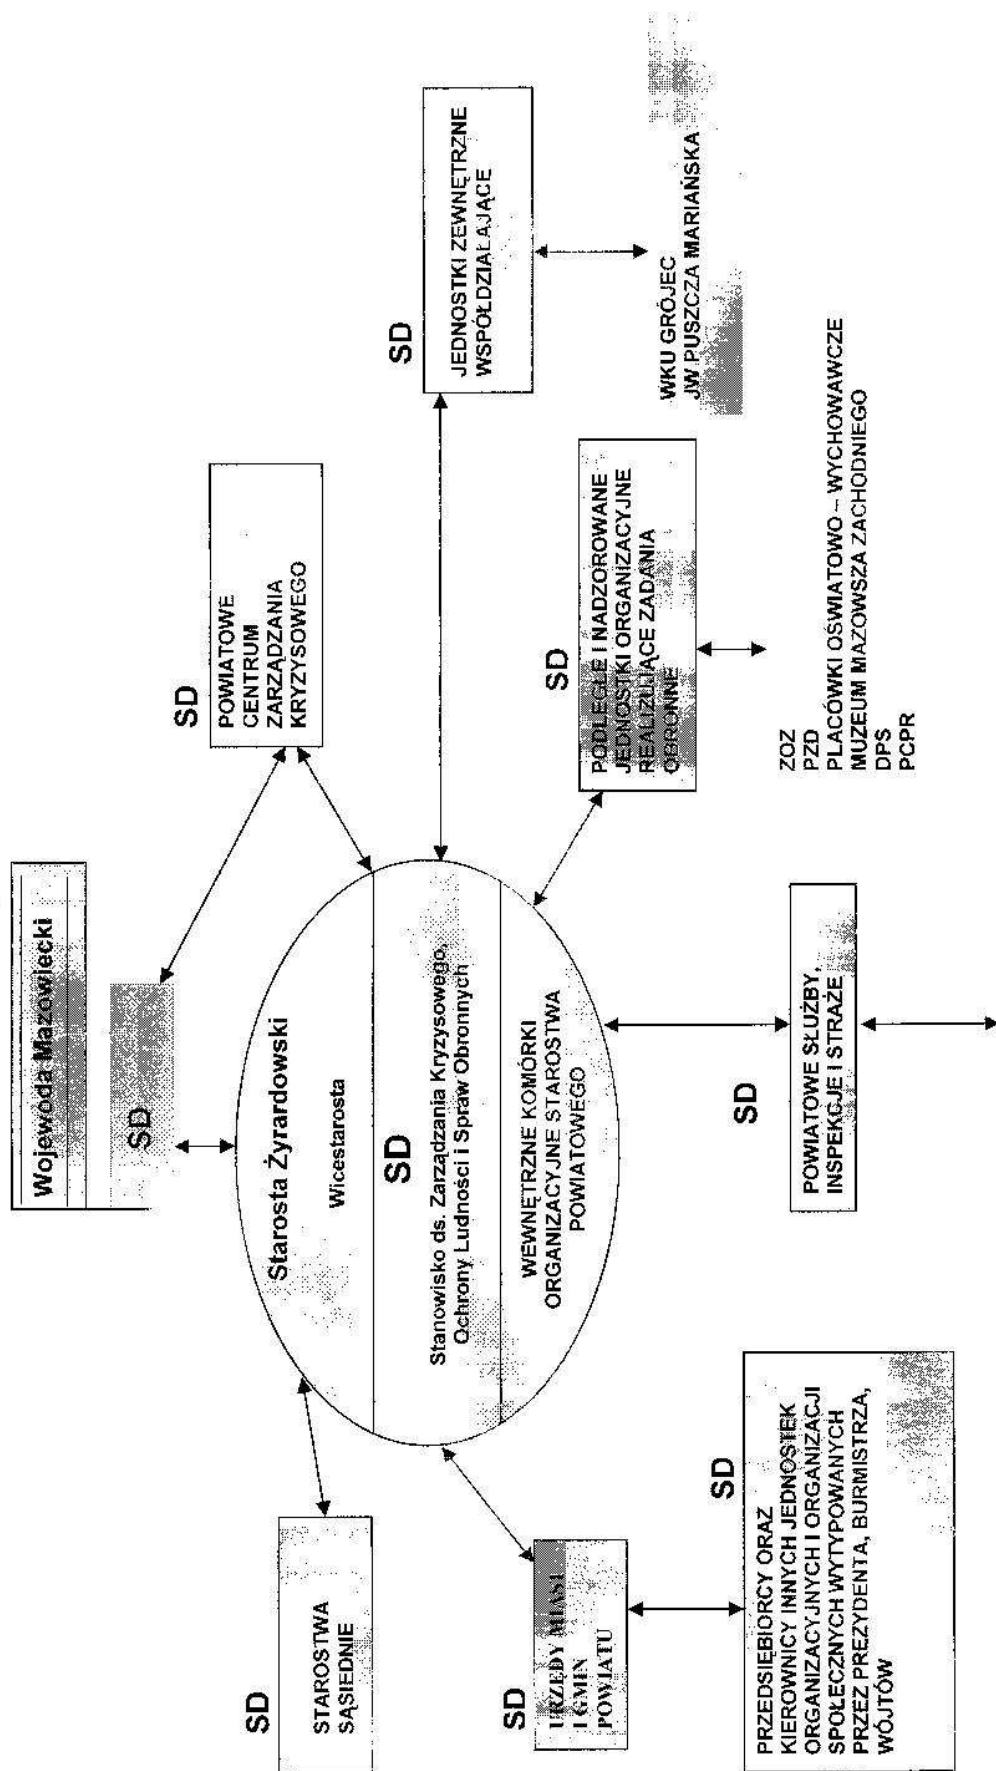 Wojewoda Mazowiecki
SD
SD
POWIATOWE
CENTRUM
ZARZĄDZANIA
KRYZYSOWEGO
SD
STAROSTWA
SĄSIEDNIE
Starosta Żyrardowski
Wicestarosta
SD
Stanowisko ds. Zarządzania Kryzysowego,
Ochrony Ludności i Spraw Obronnych
WEWNĘTRZNE KOMÓRKI
ORGANIZACYJNE STAROSTWA
POWIATOWEGO
SD
JEDNOSTKI ZEWNĘTRZNE
WSPÓŁDZIAŁAJĄCE
WKU GRÓJEC
JW PUSZCZA MARIAŃSKA
SD
URZĘDY MIAST
I GMIN
POWIATU
SD
PODLEGŁE I NADZOROWANE
JEDNOSTKI ORGANIZACYJNE
REALIZUJĄCE ZADANIA
OBRONNE
SD
PRZEDSIĘBIORCY ORAZ
KIEROWNICY INNYCH JEDNOSTEK
ORGANIZACYJNYCH I ORGANIZACJI
SPOŁECZNYCH WYTYPOWANYCH
PRZEZ PREZYDENTA, BURMISTRZA,
WÓJTÓW
SD
POWIATOWE SŁUŻBY,
INSPEKCJE I STRAŻE
ZOZ
PZD
PLACÓWKI OŚWIATOWO – WYCHOWAWCZE
MUZEUM MAZOWSZA ZACHODNIEGO
DPS
PCPR